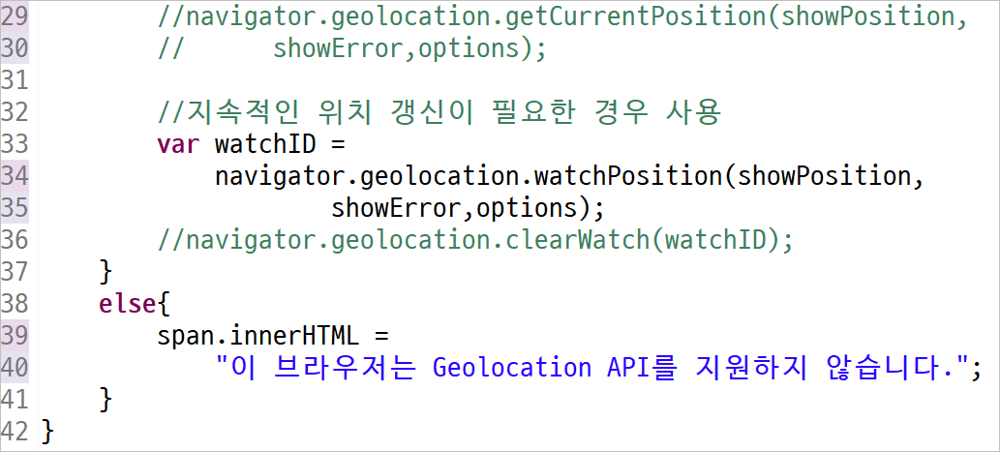 29 //navigator.geolocation.getCurrentPosition(showPosition,
30 // showError,options);
31
32 //지속적인 위치 갱신이 필요한 경우 사용
33 var watchID =
34 navigator.geolocation.watchPosition(showPosition,
35 showError,options);
36 //navigator.geolocation.clearWatch(watchID);
37 }
38 else{
39 span.innerHTML =
40 "이 브라우저는 Geolocation API를 지원하지 않습니다.";
41 }
42 }